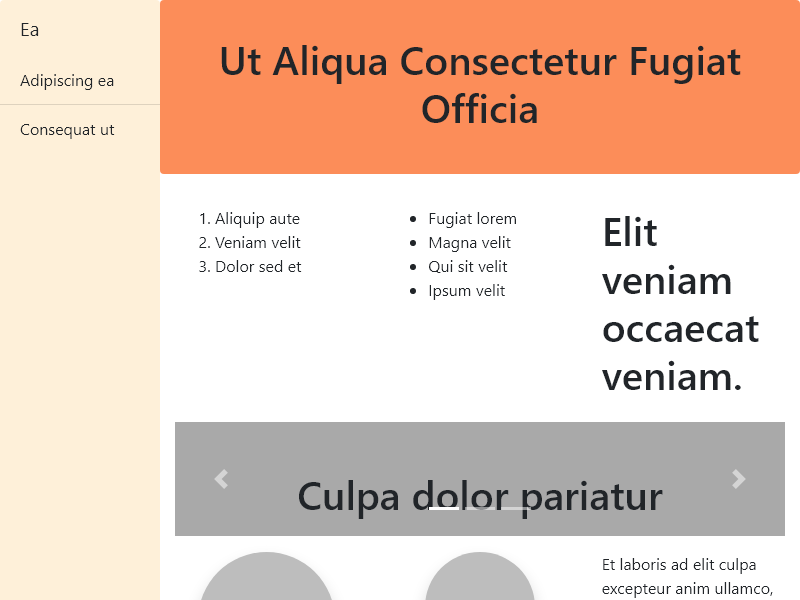 Ea
Adipiscing ea
Consequat ut
Ut Aliqua Consectetur Fugiat
Officia
1. Aliquip aute
2. Veniam velit
3. Dolor sed et
• Fugiat lorem
• Magna velit
• Qui sit velit
• Ipsum velit
Elit
veniam
occaecat
veniam.
Culpa dolor pariatur
Et laboris ad elit culpa
excepteur anim ullamco,